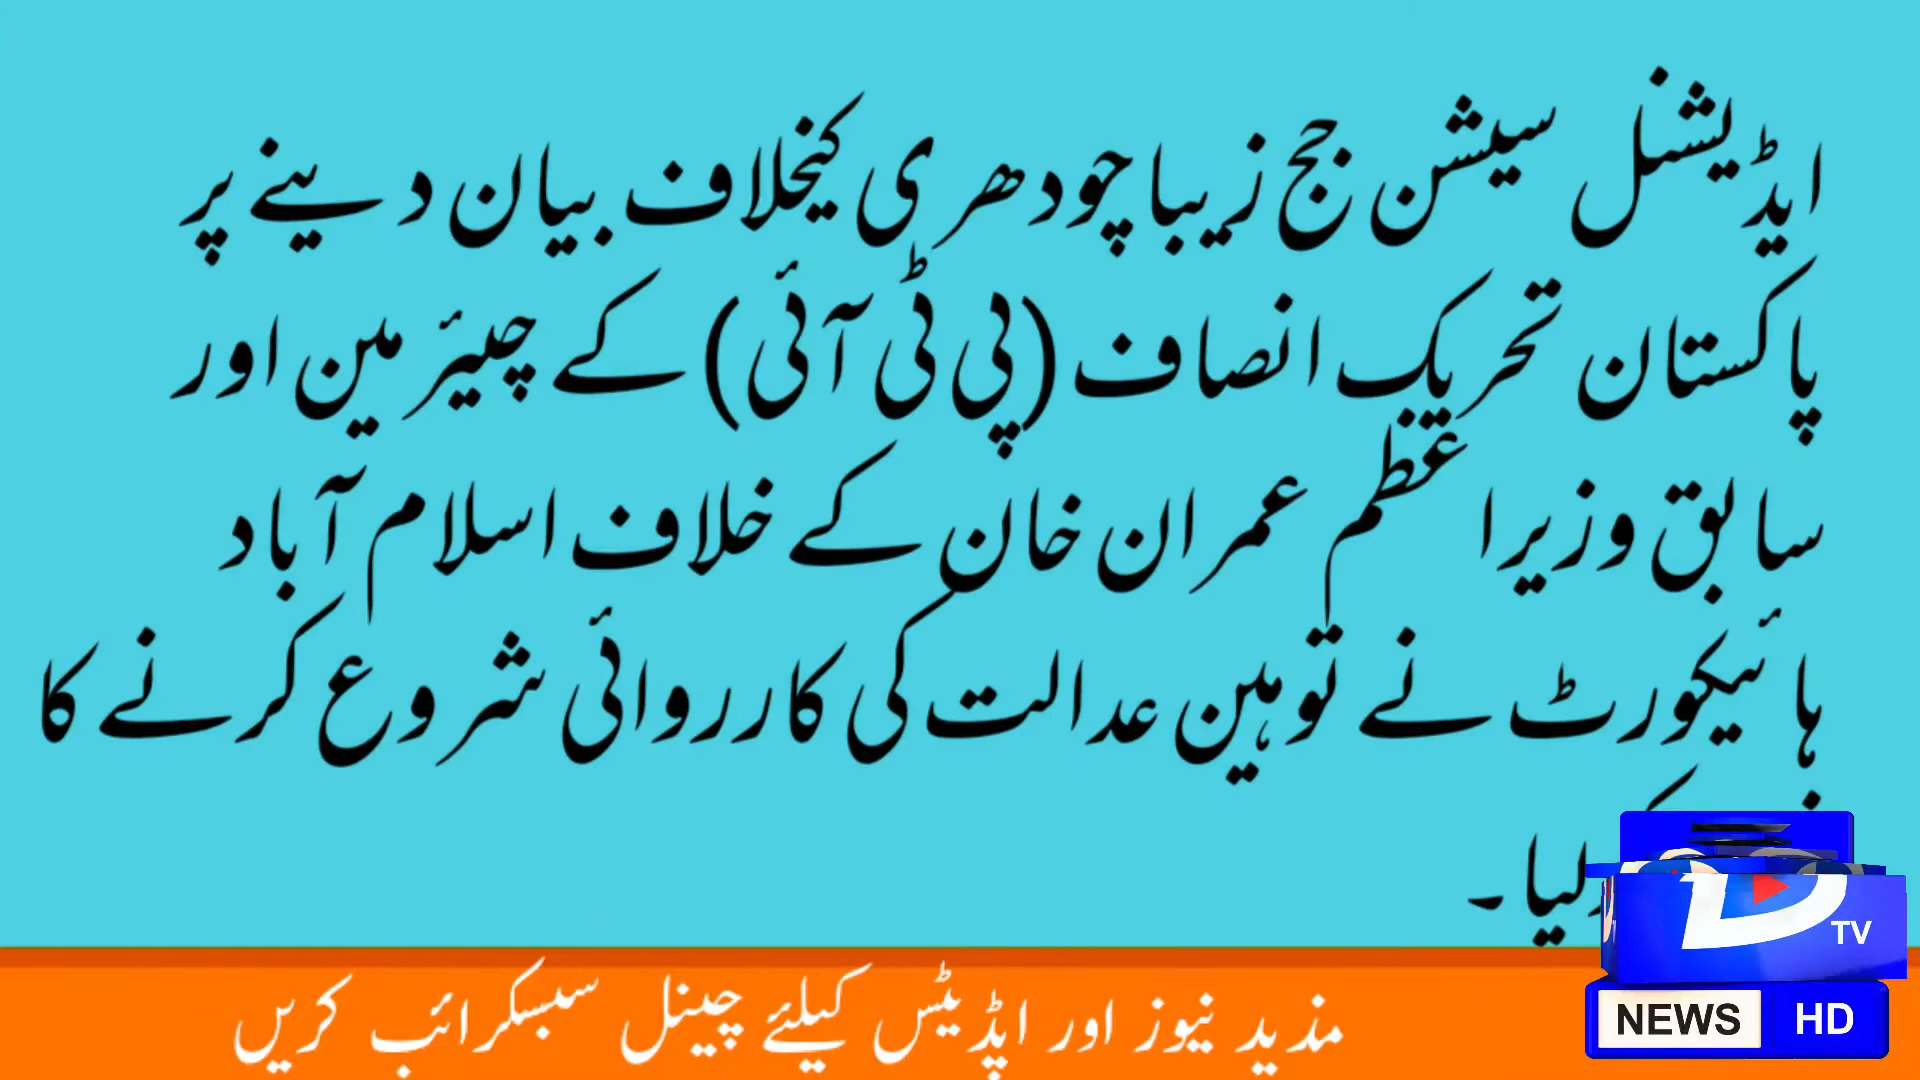 ایڈیشنل سیشن جج زیبا چودھری کیخلاف بیان دینے پر
پاکستان تحریک انصاف (پی ٹی آئی) کے چیئرمین اور
سابق وزیراعظم عمران خان کے خلاف اسلام آباد
ہائیکورٹ نے توہین عدالت کی کارروائی شروع کرنے کا
لیا۔
TV
NEWS HD
مذید نیوز اور اپڈیٹس کیلئے چینل سبسکرائب کریں